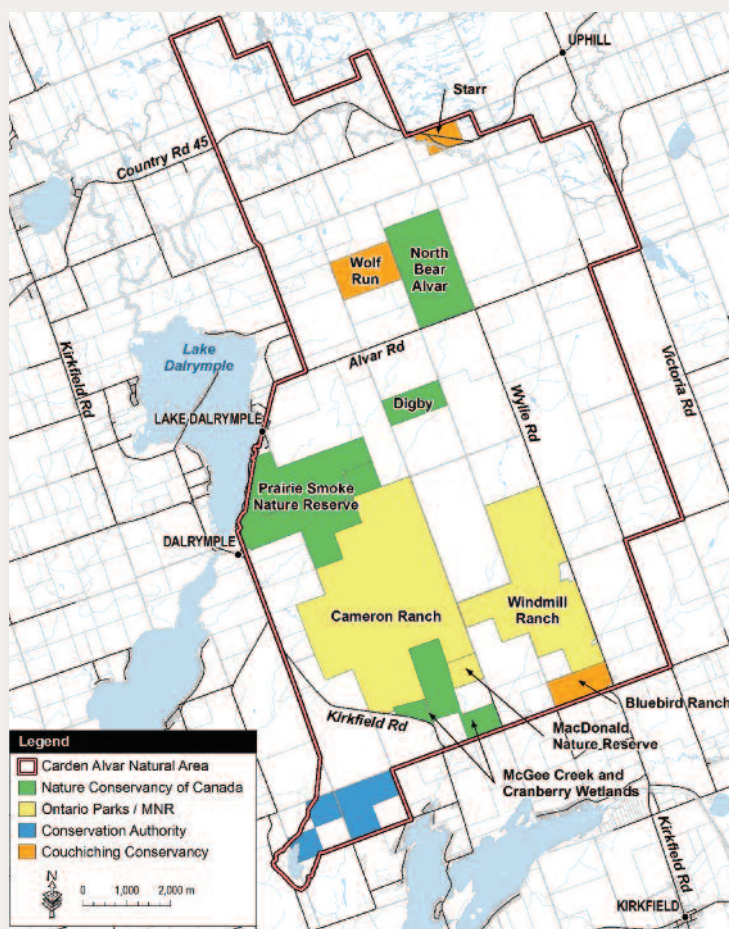 UPHILL
Starr
Country Rd 45
Wolf
Run
North
Bear
Alvar
Lake
Dalrymple
Kirkfield Rd
Alvar Rd
Victoria Rd
Wylie Rd
LAKE DALRYMPLE
Digby
Prairie Smoke
Nature Reserve
DALRYMPLE
Cameron Ranch
Windmill
Ranch
Bluebird Ranch
Kirkfield Rd
MacDonald
Nature Reserve
McGee Creek and
Cranberry Wetlands
Legend
Carden Alvar Natural Area
Nature Conservancy of Canada
Ontario Parks / MNR
Conservation Authority
Couchiching Conservancy
N
0 1,000 2,000 m
Kirkfield Rd
KIRKFIELD